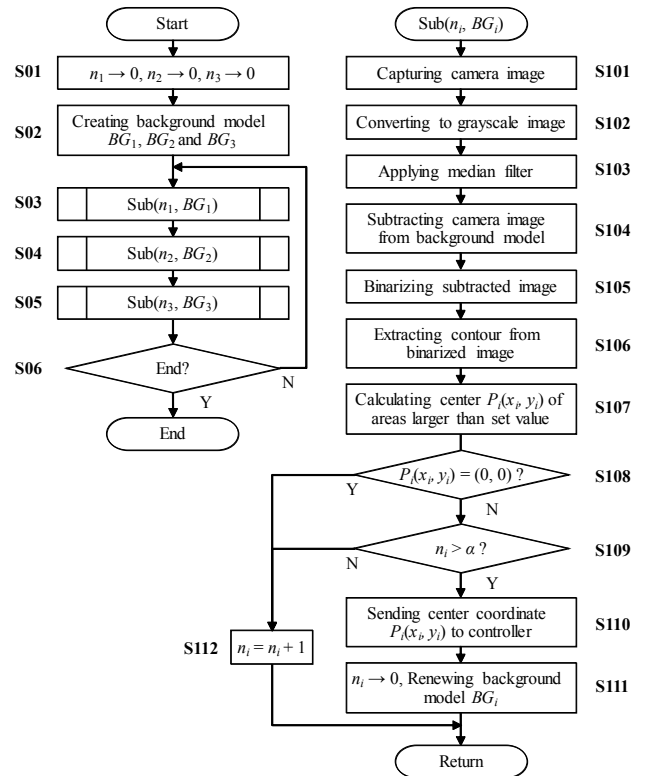 Start
S01
n₁ → 0, n₂ → 0, n₃ → 0
S02
Creating background model
BG₁, BG₂ and BG₃
S03
Sub(n₁, BG₁)
S04
Sub(n₂, BG₂)
S05
Sub(n₃, BG₃)
S06
End?
N
Y
End
Sub(nᵢ, BGᵢ)
Capturing camera image
S101
Converting to grayscale image
S102
Applying median filter
S103
Subtracting camera image
from background model
S104
Binarizing subtracted image
S105
Extracting contour from
binarized image
S106
Calculating center Pᵢ(xᵢ, yᵢ) of
areas larger than set value
S107
Pᵢ(xᵢ, yᵢ) = (0, 0) ?
S108
Y
N
nᵢ > α ?
S109
N
Y
Sending center coordinate
Pᵢ(xᵢ, yᵢ) to controller
S110
S112
nᵢ = nᵢ + 1
nᵢ → 0, Renewing background
model BGᵢ
S111
Return